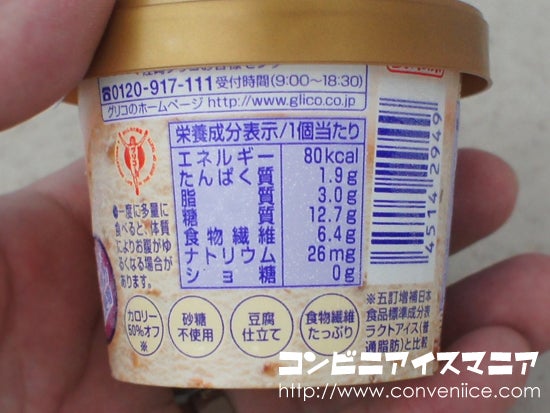 ☎0120-917-111 受付時間(9:00〜18:30)
グリコのホームページ http://www.glico.co.jp
栄養成分表示/1個当たり
エネルギー 80kcal
たんぱく質 1.9g
脂質 3.0g
糖質 12.7g
食物繊維 6.4g
ナトリウム 26mg
ショ糖 0g
グリコ
●一度に多量に
食べると、体質
によりお腹がゆ
るくなる場合が
あります。
4514 2949
カロリー
50%オフ
※
砂糖
不使用
豆腐
仕立て
食物繊維
たっぷり
※五訂増補日本
食品標準成分表
ラクトアイス(普
通脂肪)と比較
コンビニアイスマニア
http://www.conveniice.com/